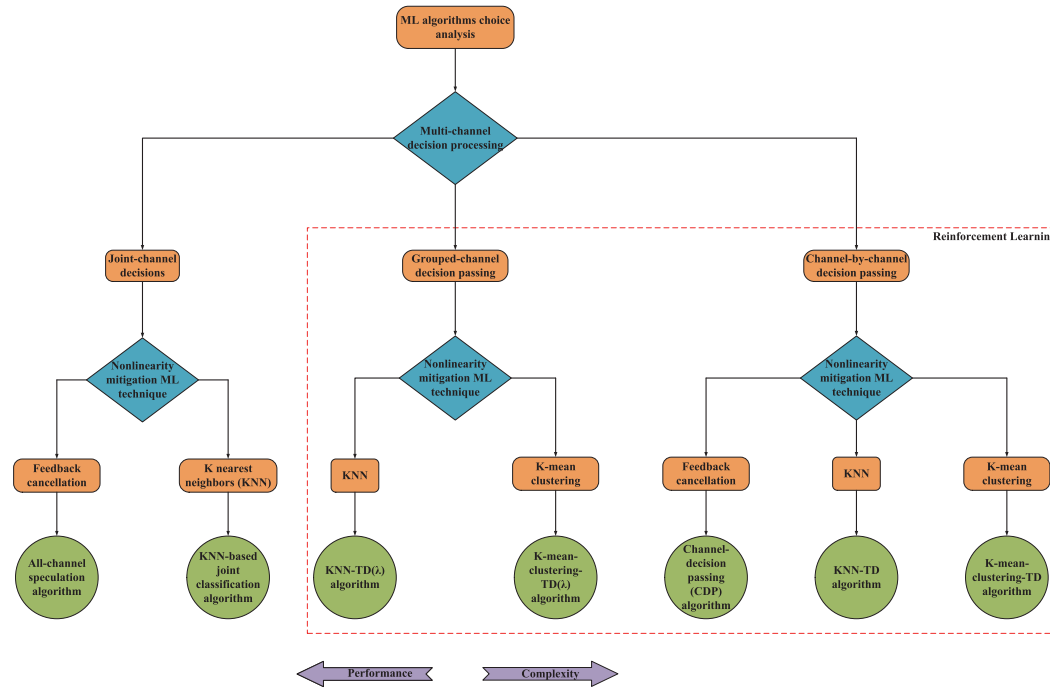 ML algorithms choice
analysis
Multi-channel
decision processing
Reinforcement Learnin
Joint-channel
decisions
Grouped-channel
decision passing
Channel-by-channel
decision passing
Nonlinearity
mitigation ML
technique
Nonlinearity
mitigation ML
technique
Nonlinearity
mitigation ML
technique
Feedback
cancellation
K nearest
neighbors (KNN)
KNN
K-mean
clustering
Feedback
cancellation
KNN
K-mean
clustering
All-channel
speculation
algorithm
KNN-based
joint
classification
algorithm
KNN-TD(λ)
algorithm
K-mean-
clustering-
TD(λ)
algorithm
Channel-
decision
passing
(CDP)
algorithm
KNN-TD
algorithm
K-mean-
clustering-TD
algorithm
Performance
Complexity